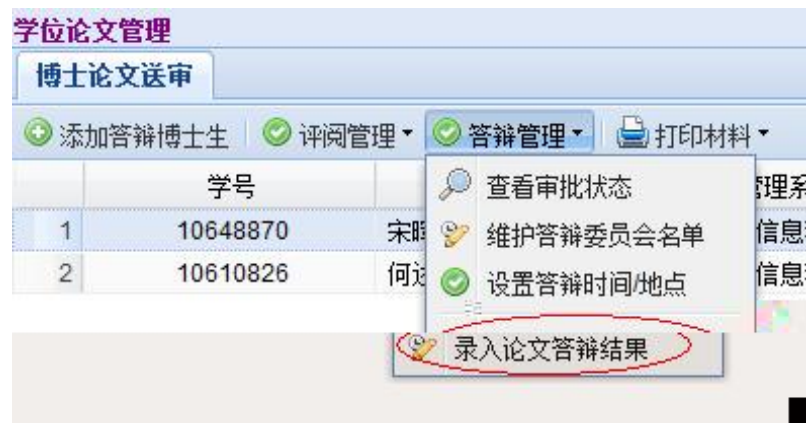 学位论文管理
博士论文送审
添加答辩博士生 评阅管理 答辩管理 打印材料
学号
查看审批状态
管理系
1 10648870 宋
维护答辩委员会名单
信息
2 10610826 何
设置答辩时间/地点
信息
录入论文答辩结果